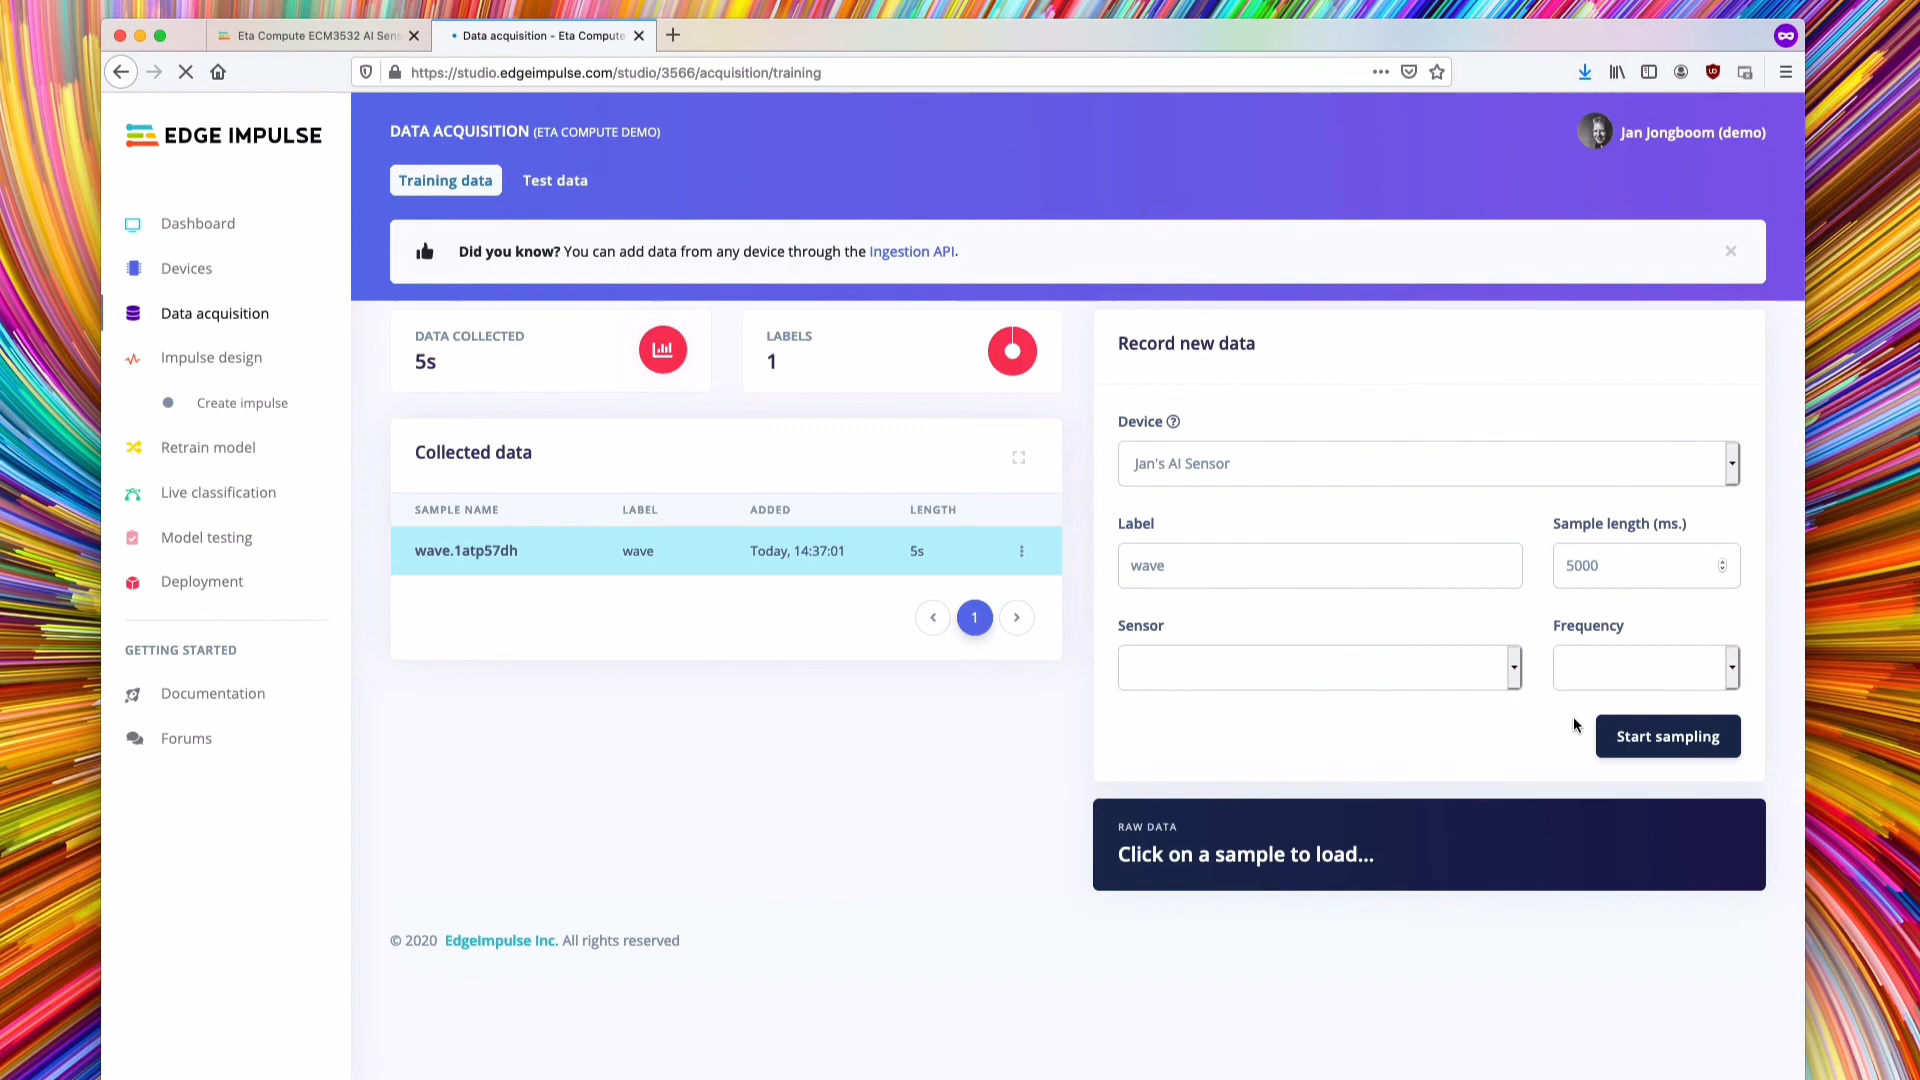 Eta Compute ECM3532 AI Sens
Data acquisition - Eta Compute
https://studio.edgeimpulse.com/studio/3566/acquisition/training
EDGE IMPULSE
Dashboard
Devices
Data acquisition
Impulse design
Create impulse
Retrain model
Live classification
Model testing
Deployment
GETTING STARTED
Documentation
Forums
DATA ACQUISITION (ETA COMPUTE DEMO)
Jan Jongboom (demo)
Training data
Test data
Did you know? You can add data from any device through the Ingestion API.
DATA COLLECTED
5s
LABELS
1
Collected data
SAMPLE NAME LABEL ADDED LENGTH
wave.1atp57dh wave Today, 14:37:01 5s
1
Record new data
Device
Jan's AI Sensor
Label Sample length (ms.)
wave 5000
Sensor Frequency
Start sampling
RAW DATA
Click on a sample to load...
© 2020 EdgeImpulse Inc. All rights reserved